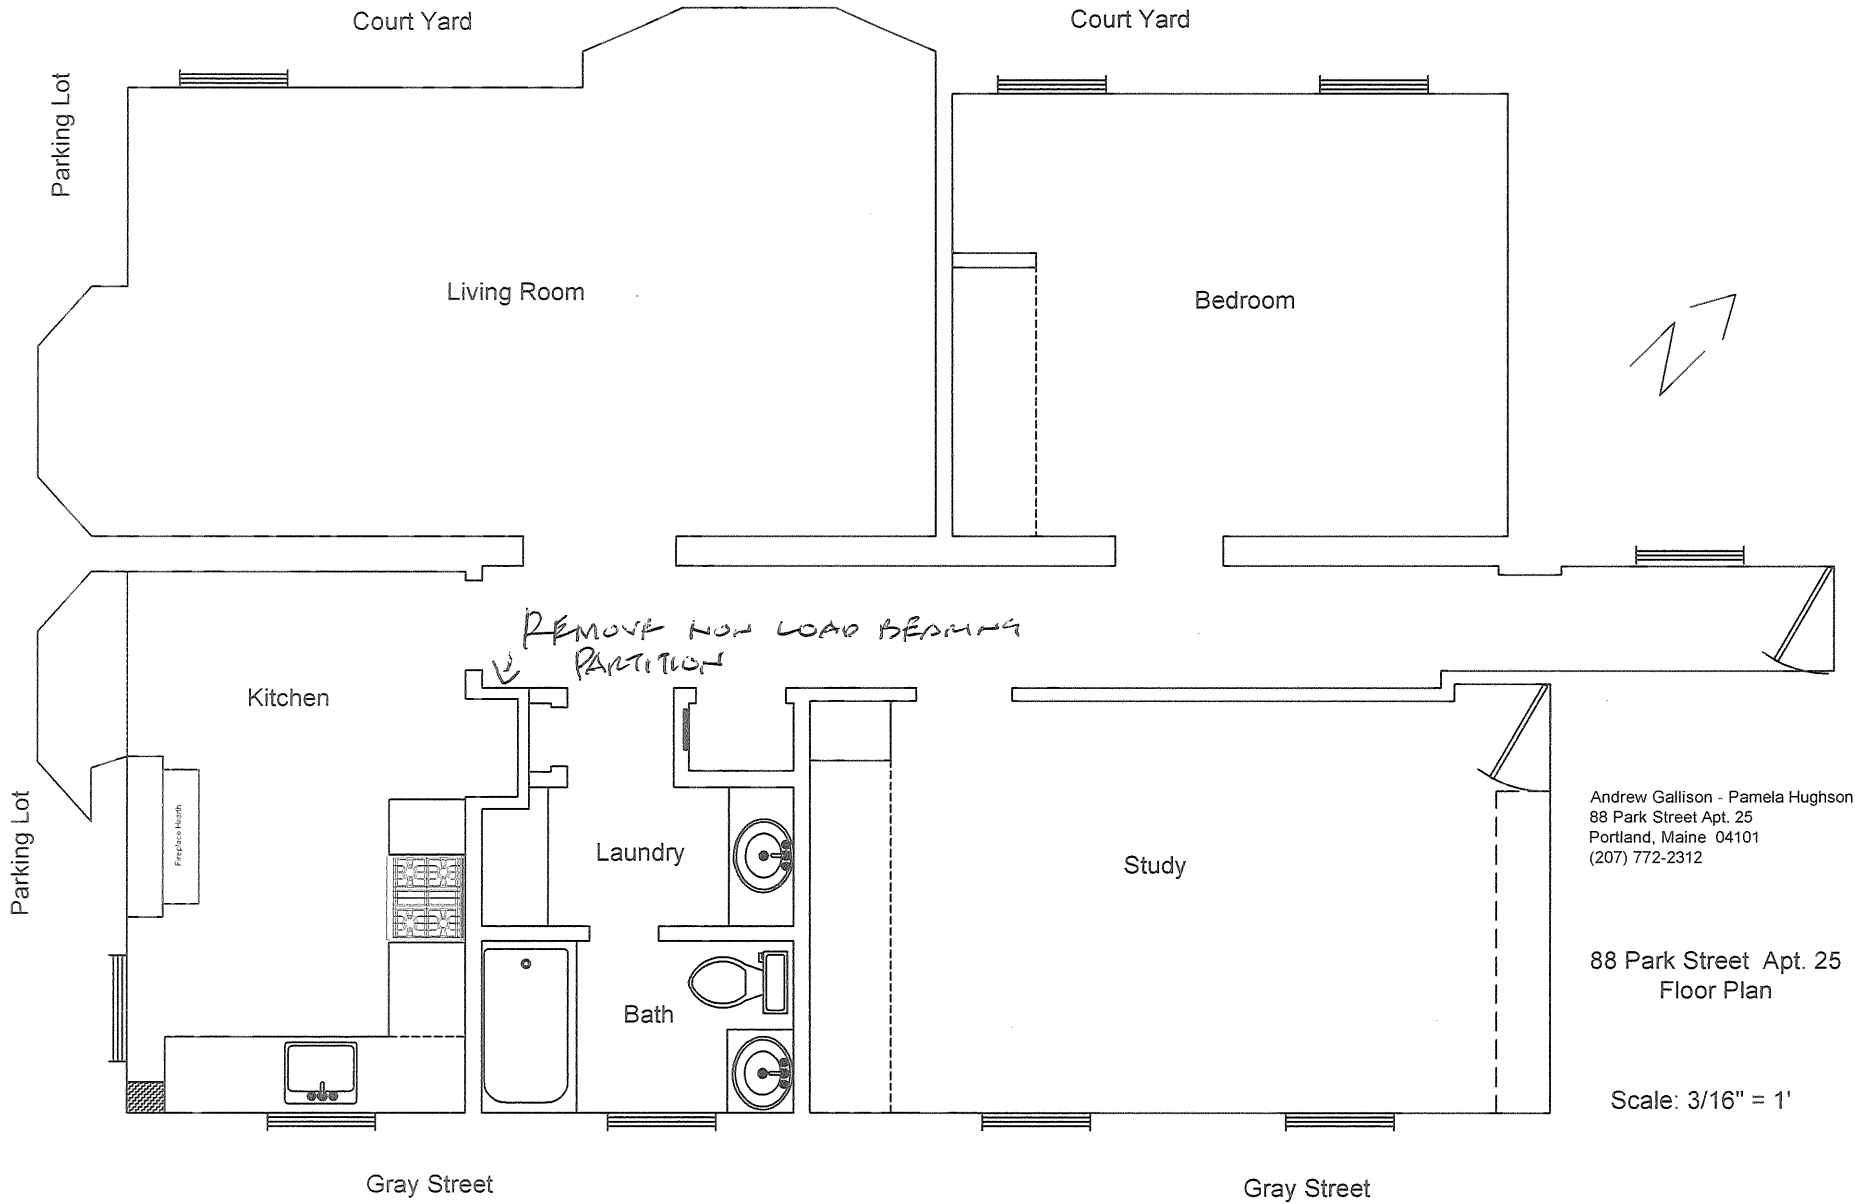 Court Yard
Court Yard
Parking Lot
Living Room
Bedroom
N
REMOVE NON LOAD BEARING
PARTITION
Kitchen
Fireplace Hearth
Parking Lot
Laundry
Study
Andrew Gallison - Pamela Hughson
88 Park Street Apt. 25
Portland, Maine 04101
(207) 772-2312
88 Park Street Apt. 25
Floor Plan
Bath
Scale: 3/16" = 1'
Gray Street
Gray Street